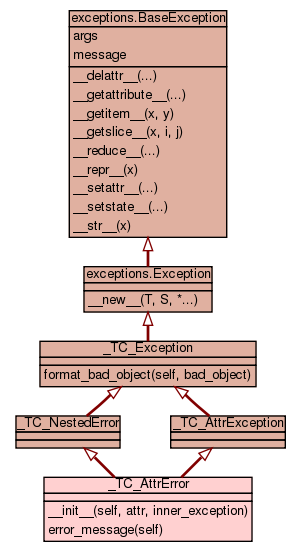 exceptions.BaseException
args
message
__delattr__(...)
__getattribute__(...)
__getitem__(x, y)
__getslice__(x, i, j)
__reduce__(...)
__repr__(x)
__setattr__(...)
__setstate__(...)
__str__(x)
exceptions.Exception
__new__(T, S, *...)
_TC_Exception
format_bad_object(self, bad_object)
_TC_NestedError
_TC_AttrException
_TC_AttrError
__init__(self, attr, inner_exception)
error_message(self)